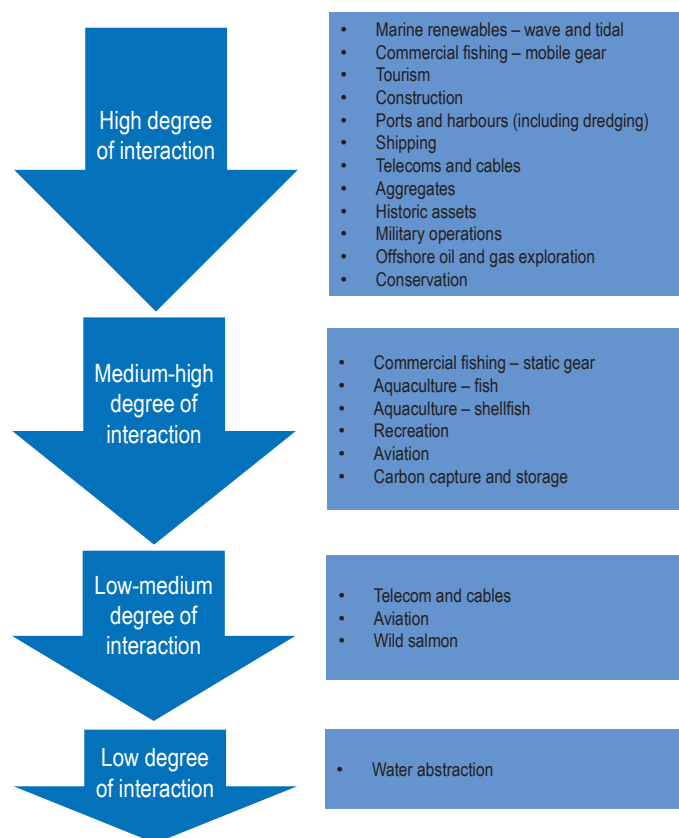 High degree
of interaction
• Marine renewables – wave and tidal
• Commercial fishing – mobile gear
• Tourism
• Construction
• Ports and harbours (including dredging)
• Shipping
• Telecoms and cables
• Aggregates
• Historic assets
• Military operations
• Offshore oil and gas exploration
• Conservation
Medium-high
degree of
interaction
• Commercial fishing – static gear
• Aquaculture – fish
• Aquaculture – shellfish
• Recreation
• Aviation
• Carbon capture and storage
Low-medium
degree of
interaction
• Telecom and cables
• Aviation
• Wild salmon
Low degree
of interaction
• Water abstraction